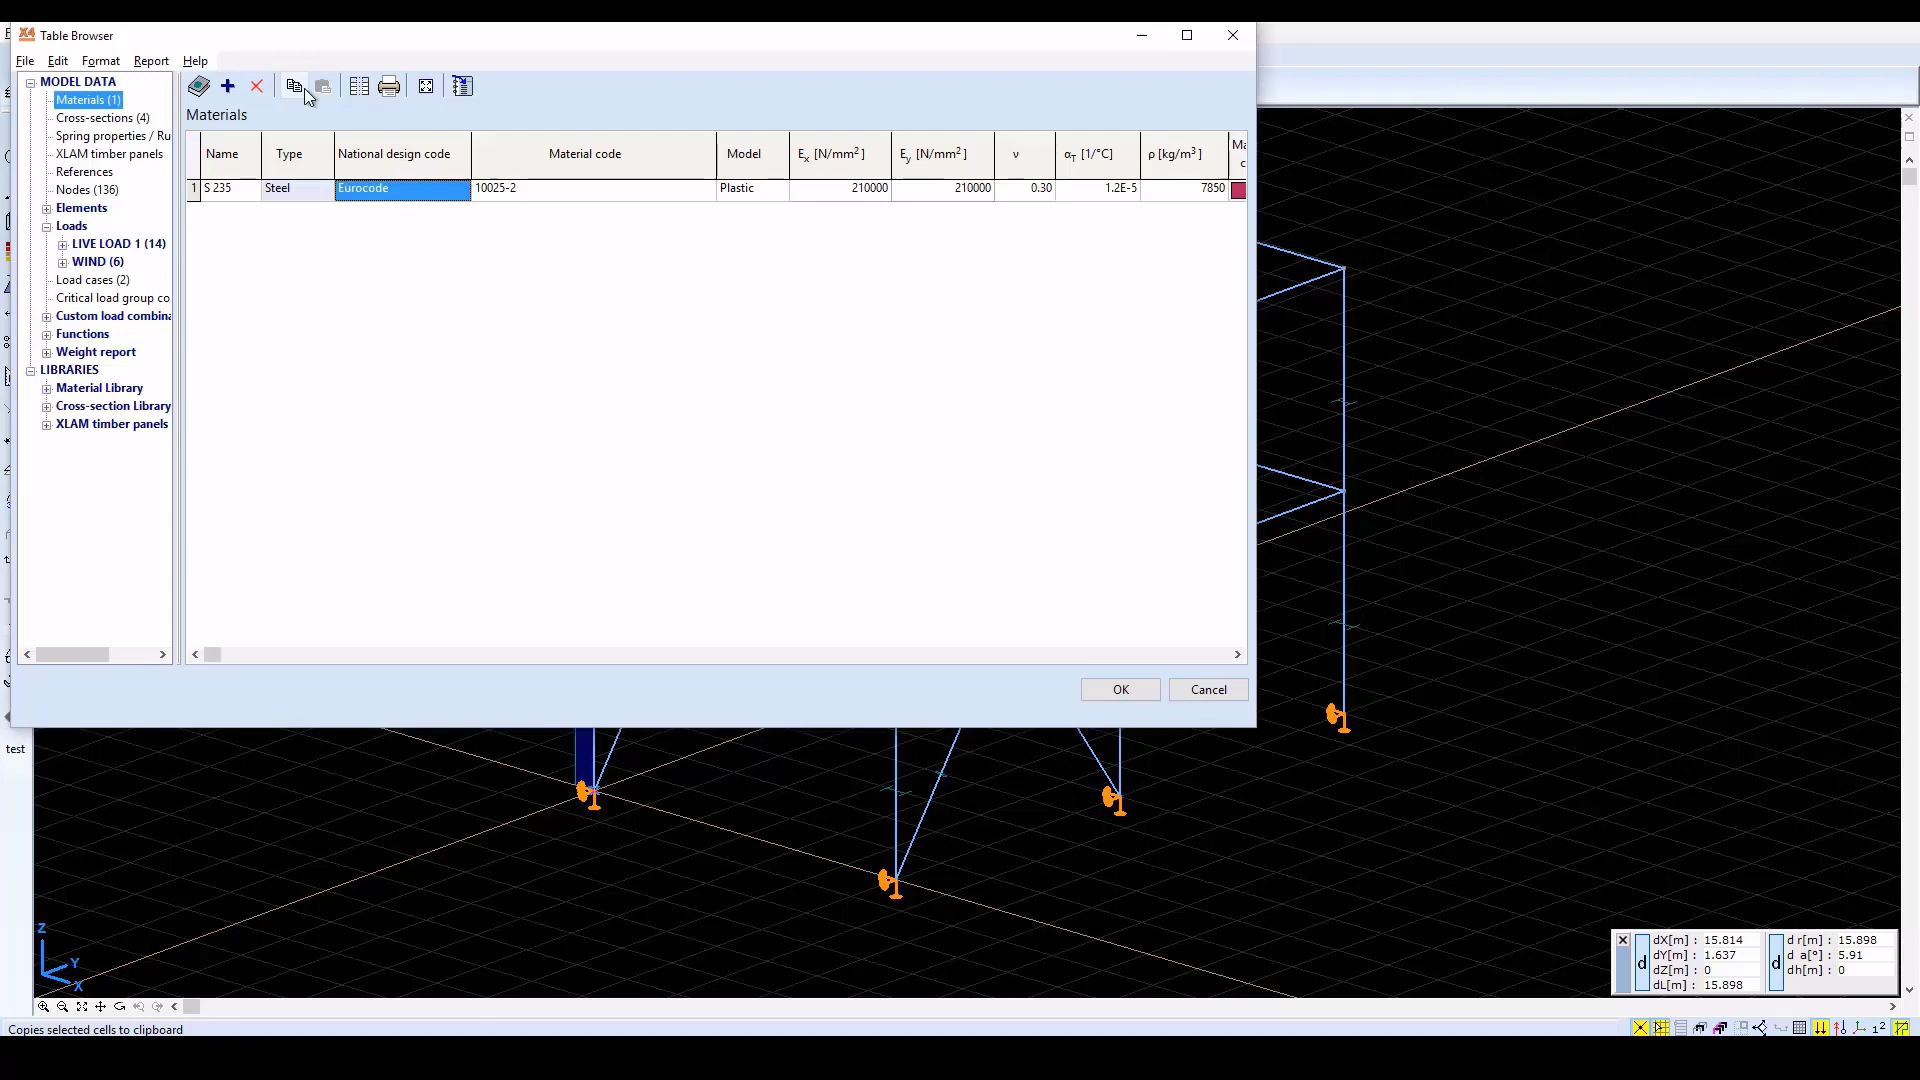 X4 Table Browser
File Edit Format Report Help
MODEL DATA
Materials (1)
Cross-sections (4)
Spring properties / Ru
XLAM timber panels
References
Nodes (136)
Elements
Loads
LIVE LOAD 1 (14)
WIND (6)
Load cases (2)
Critical load group co
Custom load combina
Functions
Weight report
LIBRARIES
Material Library
Cross-section Library
XLAM timber panels
Materials
Name Type National design code Material code Model Ex [N/mm2] Ey [N/mm2] ν αT [1/°C] ρ [kg/m3] Ma
c
1 S 235 Steel Eurocode 10025-2 Plastic 210000 210000 0.30 1.2E-5 7850
OK Cancel
test
Z
Y
X
d dX[m] : 15.814
dY[m] : 1.637
dZ[m] : 0
dL[m] : 15.898
d d r[m] : 15.898
d a[°] : 5.91
dh[m] : 0
Copies selected cells to clipboard